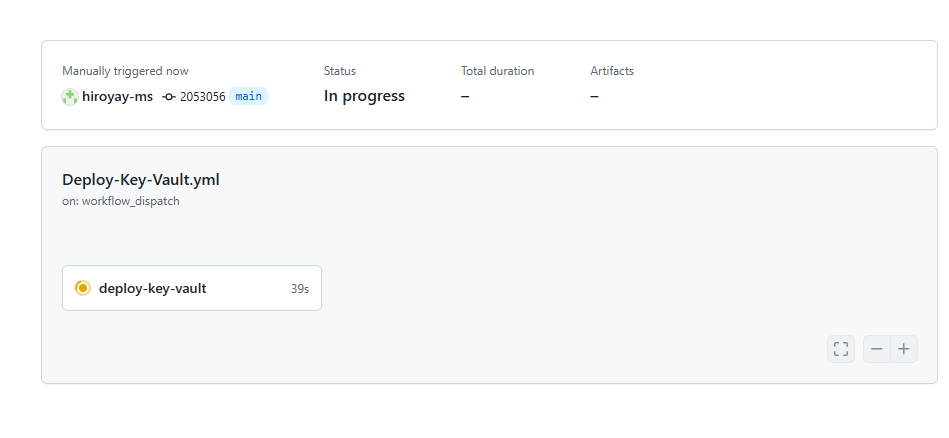 Manually triggered now
hiroyay-ms 2053056 main
Status
In progress
Total duration
–
Artifacts
–
Deploy-Key-Vault.yml
on: workflow_dispatch
deploy-key-vault 39s